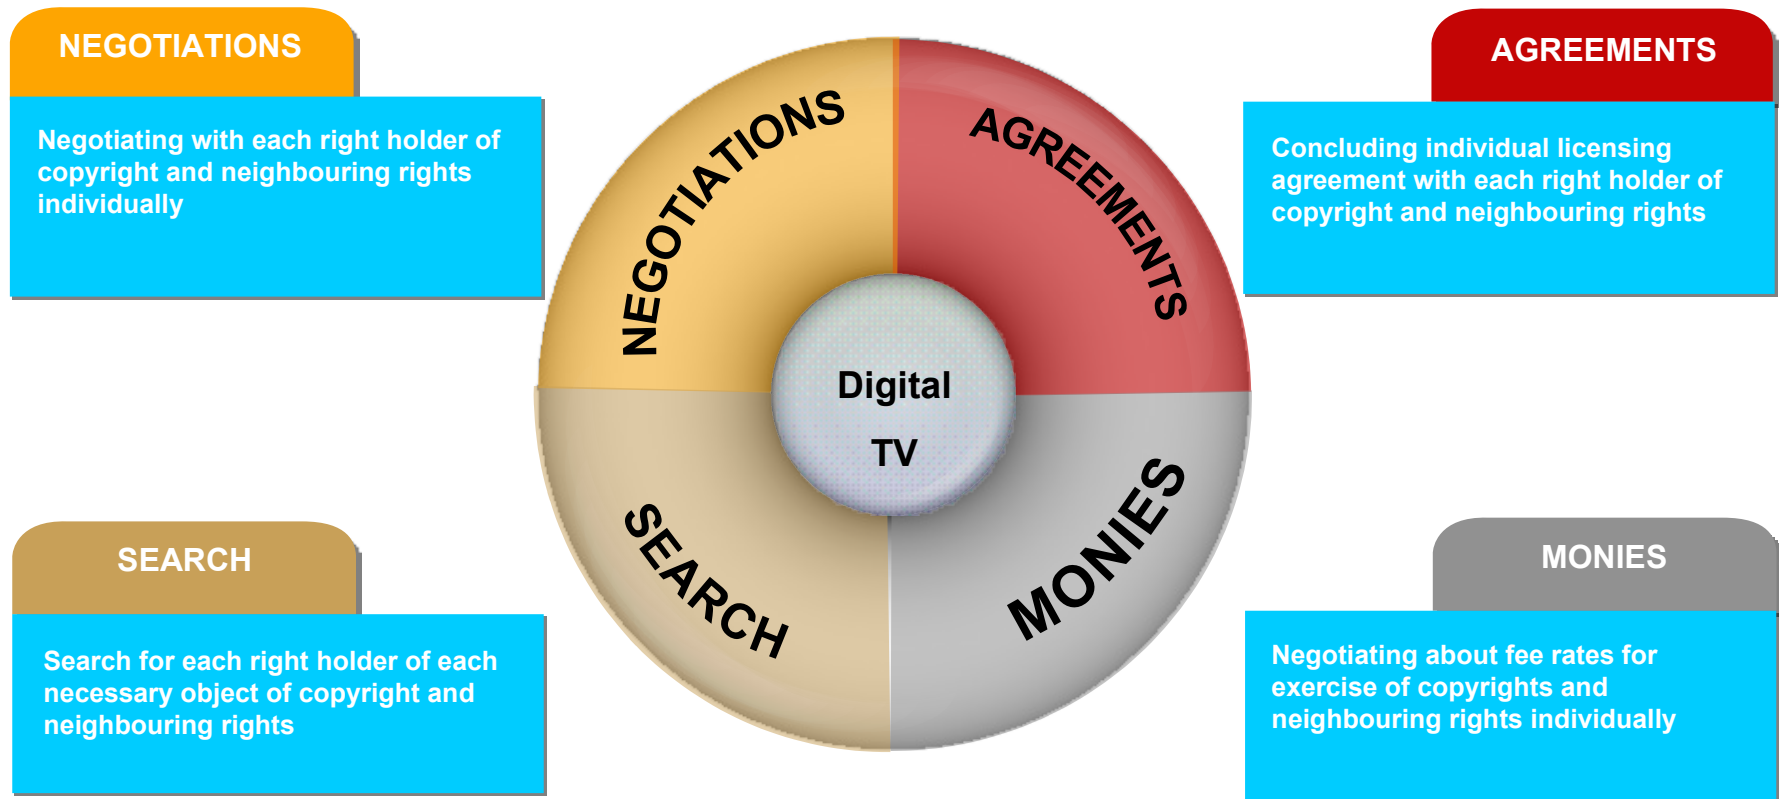 NEGOTIATIONS
Negotiating with each right holder of
copyright and neighbouring rights
individually
AGREEMENTS
Concluding individual licensing
agreement with each right holder of
copyright and neighbouring rights
NEGOTIATIONS
AGREEMENTS
Digital
TV
SEARCH
MONIES
SEARCH
Search for each right holder of each
necessary object of copyright and
neighbouring rights
MONIES
Negotiating about fee rates for
exercise of copyrights and
neighbouring rights individually